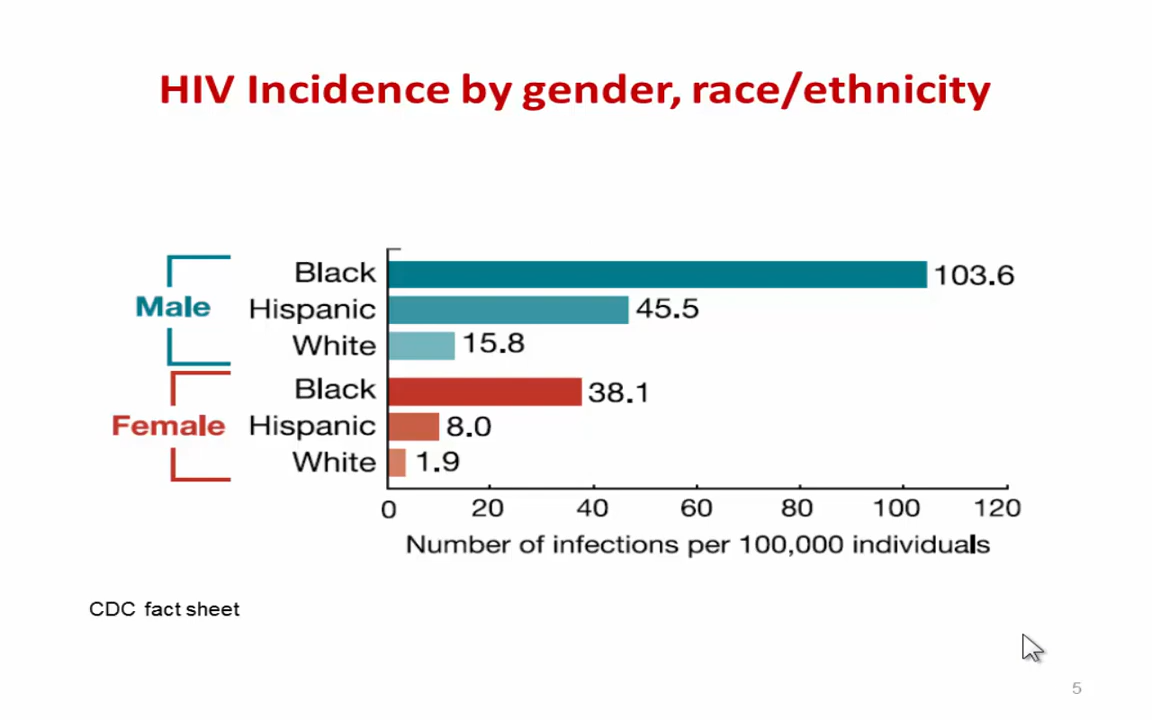 HIV Incidence by gender, race/ethnicity
Male
Black 103.6
Hispanic 45.5
White 15.8
Female
Black 38.1
Hispanic 8.0
White 1.9
0 20 40 60 80 100 120
Number of infections per 100,000 individuals
CDC fact sheet
5